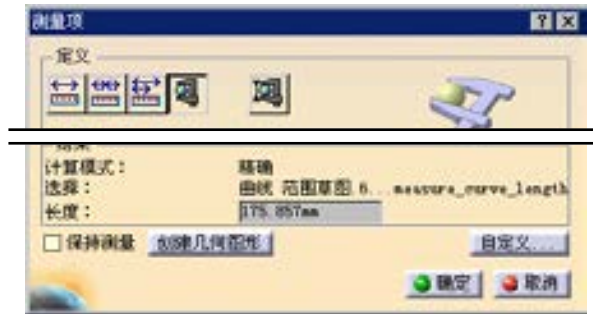 测量项
定义
结果
计算模式： 精确
选择： 曲线 范围草图.6...measure_curve_length
长度： 175.857mm
保持测量 创建几何图形 自定义...
确定 取消